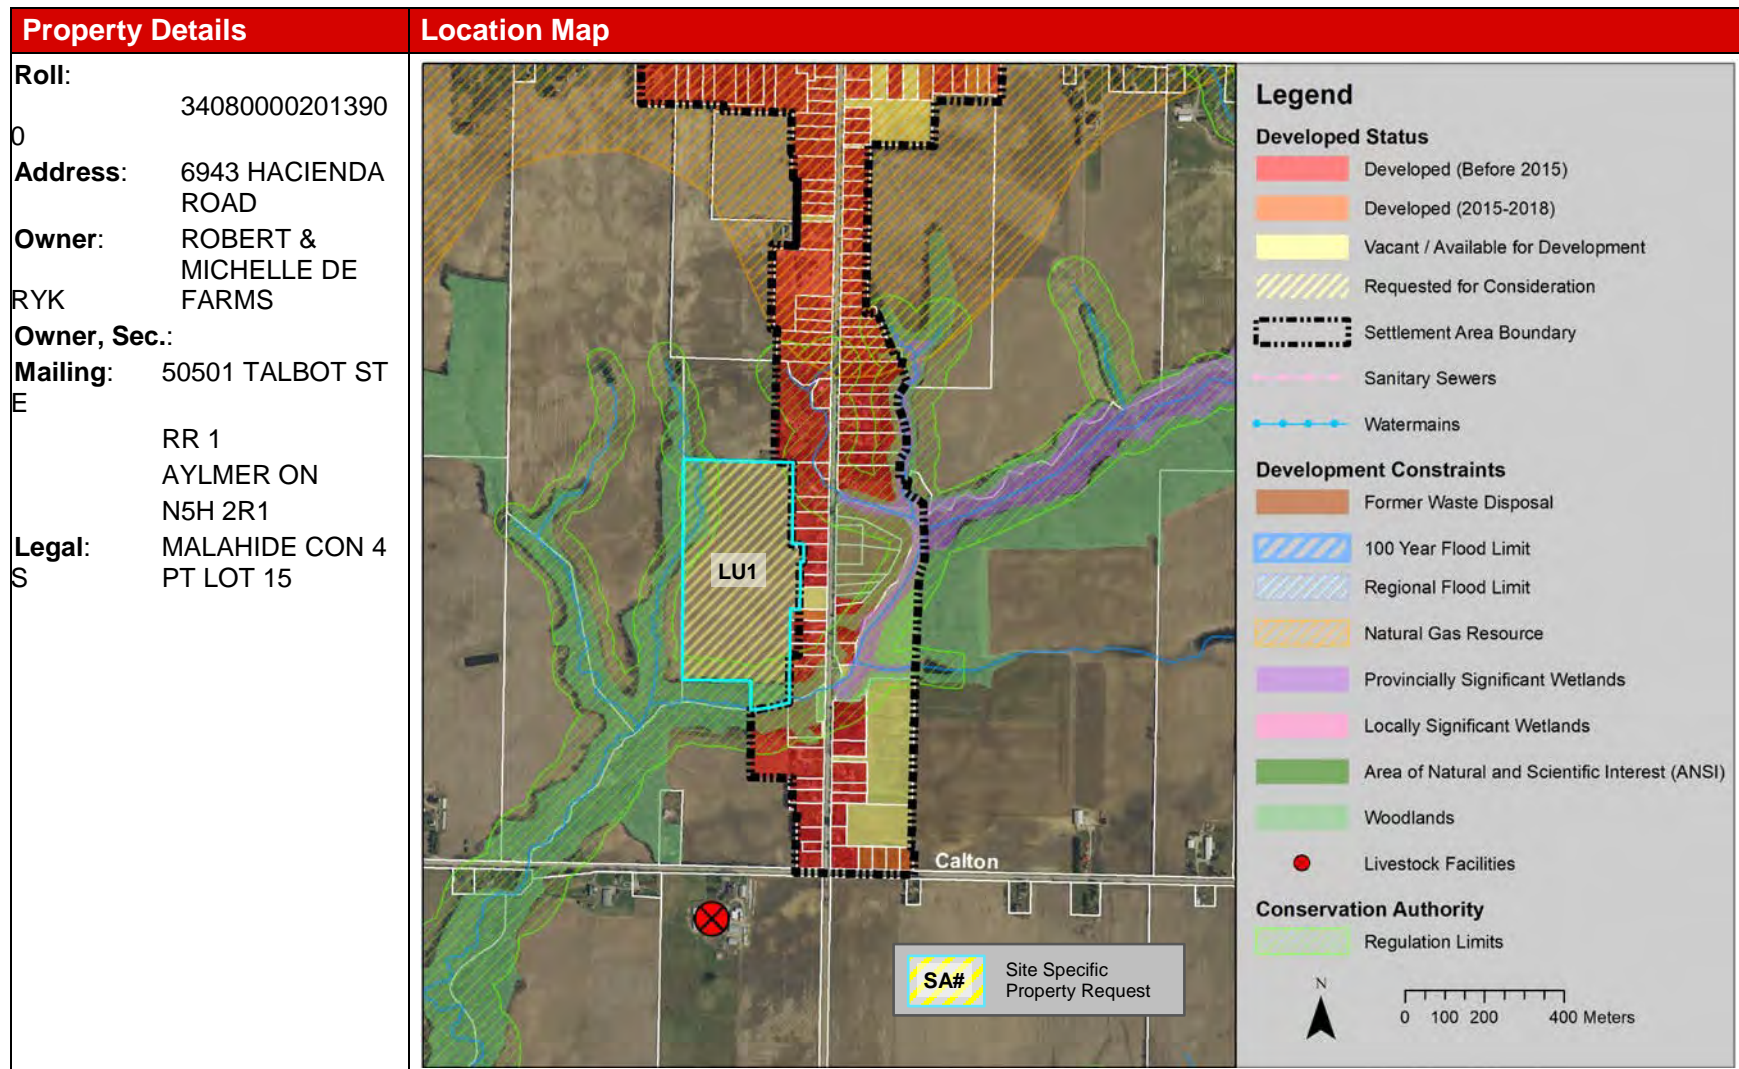 Property Details
Location Map
Roll:
34080000201390
0
Address: 6943 HACIENDA
ROAD
Owner: ROBERT &
MICHELLE DE
RYK FARMS
Owner, Sec.:
Mailing: 50501 TALBOT ST
E
RR 1
AYLMER ON
N5H 2R1
Legal: MALAHIDE CON 4
S PT LOT 15
LU1
Calton
SA#
Site Specific
Property Request
Legend
Developed Status
Developed (Before 2015)
Developed (2015-2018)
Vacant / Available for Development
Requested for Consideration
Settlement Area Boundary
Sanitary Sewers
Watermains
Development Constraints
Former Waste Disposal
100 Year Flood Limit
Regional Flood Limit
Natural Gas Resource
Provincially Significant Wetlands
Locally Significant Wetlands
Area of Natural and Scientific Interest (ANSI)
Woodlands
Livestock Facilities
Conservation Authority
Regulation Limits
N
0 100 200 400 Meters